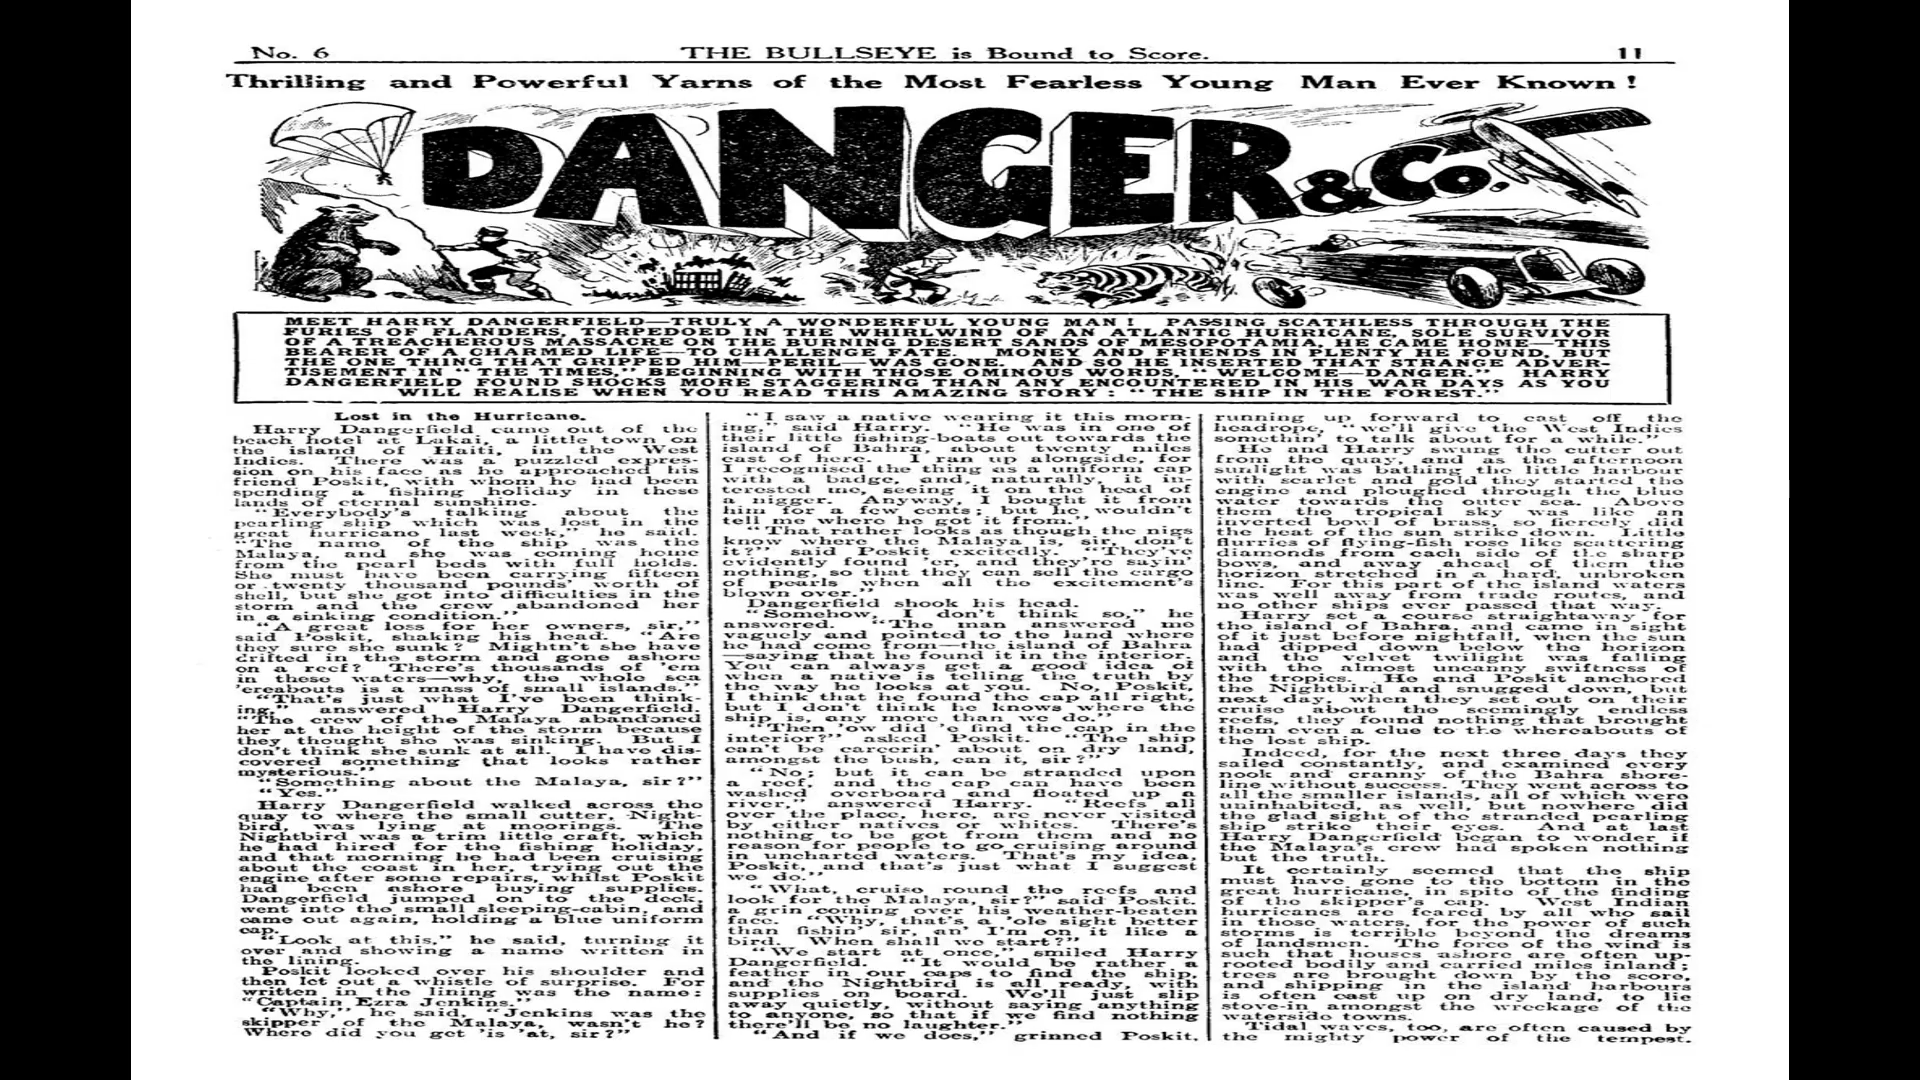 No. 6
THE BULLSEYE is Bound to Score.
11
Thrilling and Powerful Yarns of the Most Fearless Young Man Ever Known!
DANGER & Co.
MEET HARRY DANGERFIELD—TRULY A WONDERFUL YOUNG MAN! PASSING SCATHLESS THROUGH THE
FURIES OF FLANDERS, TORPEDOED IN THE WHIRLWIND OF AN ATLANTIC HURRICANE, SOLE SURVIVOR
OF A TREACHEROUS MASSACRE ON THE BURNING DESERT SANDS OF MESOPOTAMIA, HE CAME HOME—THIS
BEARER OF A CHARMED LIFE—TO CHALLENGE FATE. MONEY AND FRIENDS IN PLENTY HE FOUND, BUT
THE ONE THING THAT GRIPPED HIM—PERIL—WAS GONE. AND SO HE INSERTED THAT STRANGE ADVER-
TISEMENT IN "THE TIMES," BEGINNING WITH THOSE OMINOUS WORDS, "WELCOME—DANGER." HARRY
DANGERFIELD FOUND SHOCKS MORE STAGGERING THAN ANY ENCOUNTERED IN HIS WAR DAYS AS YOU
WILL REALISE WHEN YOU READ THIS AMAZING STORY: "THE SHIP IN THE FOREST."
Lost in the Hurricane.
Harry Dangerfield came out of the
beach hotel at Lakai, a little town on
the island of Haiti, in the West
Indies. There was a puzzled expres-
sion on his face as he approached his
friend Poskit, with whom he had been
spending a fishing holiday in these
lands of eternal sunshine.
"Everybody's talking about the
pearling ship which was lost in the
great hurricane last week," he said.
"The name of the ship was the
Malaya, and she was coming home
from the pearl beds with full holds.
She must have been carrying fifteen
or twenty thousand pounds' worth of
shell, but she got into difficulties in the
storm and the crew abandoned her
in a sinking condition."
"A great loss for her owners, sir,"
said Poskit, shaking his head. "Are
they sure she sunk? Mightn't she have
drifted in the storm and gone ashore
on a reef? There's thousands of 'em
in these waters—why, the whole sea
'ereabouts is a mass of small islands."
"That's just what I've been think-
ing," answered Harry Dangerfield.
"The crew of the Malaya abandoned
her at the height of the storm because
they thought she was sinking. But I
don't think she sunk at all. I have dis-
covered something that looks rather
mysterious."
"Something about the Malaya, sir?"
"Yes."
Harry Dangerfield walked across the
quay to where the small cutter, Night-
bird, was lying at moorings. The
Nightbird was a trim little craft, which
he had hired for the fishing holiday,
and that morning he had been cruising
about the coast in her, trying out the
engine after some repairs, whilst Poskit
had been ashore buying supplies.
Dangerfield jumped on to the deck,
went into the small sleeping-cabin, and
came out again, holding a blue uniform
cap.
"Look at this," he said, turning it
over and showing a name written in
the lining.
Poskit looked over his shoulder and
then let out a whistle of surprise. For
written in the lining was the name:
"Captain Ezra Jenkins."
"Why," he said, "Jenkins was the
skipper of the Malaya, wasn't he?
Where did you get 'is 'at, sir?"
"I saw a native wearing it this morn-
ing," said Harry. "He was in one of
their little fishing-boats out towards the
island of Bahra, about twenty miles
east of here. I ran up alongside, for
I recognised the thing as a uniform cap
with a badge, and, naturally, it in-
terested me, seeing it on the head of
a nigger. Anyway, I bought it from
him for a few cents; but he wouldn't
tell me where he got it from."
"That rather looks as though the nigs
know where the Malaya is, sir, don't
it?" said Poskit excitedly. "They've
evidently found 'er, and they're sayin'
nothing, so that they can sell the cargo
of pearls when all the excitement's
blown over."
Dangerfield shook his head.
"Somehow, I don't think so," he
answered. "The man answered me
vaguely and pointed to the land where
he had come from—the island of Bahra
—saying that he found it in the interior.
You can always get a good idea of
when a native is telling the truth by
the way he looks at you. No, Poskit,
I think that he found the cap all right,
but I don't think he knows where the
ship is, any more than we do."
"Then 'ow did 'e find the cap in the
interior?" asked Poskit. "The ship
can't be careerin' about on dry land,
amongst the bush, can it, sir?"
"No; but it can be stranded upon
a reef, and the cap can have been
washed overboard and floated up a
river," answered Harry. "Reefs all
over the place, here, are never visited
by either natives or whites. There's
nothing to be got from them and no
reason for people to go cruising around
in uncharted waters. That's my idea,
Poskit, and that's just what I suggest
we do."
"What, cruise round the reefs and
look for the Malaya, sir?" said Poskit.
a grin coming over his weather-beaten
face. "Why, that's a 'ole sight better
than fishin' sir, an' I'm on it like a
bird. When shall we start?"
"We start at once," smiled Harry
Dangerfield. "It would be rather a
feather in our caps to find the ship,
and the Nightbird is all ready, with
supplies on board. We'll just slip
away quietly, without saying anything
to anyone, so that if we find nothing
there'll be no laughter."
"And if we does," grinned Poskit,
running up forward to cast off the
headrope, "we'll give the West Indies
somethin' to talk about for a while."
He and Harry swung the cutter out
from the quay, and as the afternoon
sunlight was bathing the little harbour
with scarlet and gold they started the
engine and ploughed through the blue
water towards the outer sea. Above
them the tropical sky was like an
inverted bowl of brass, so fiercely did
the heat of the sun strike down. Little
flurries of flying-fish rose like scattering
diamonds from each side of the sharp
bows, and away ahead of them the
horizon stretched in a hard, unbroken
line. For this part of the island waters
was well away from trade routes, and
no other ships ever passed that way.
Harry set a course straightaway for
the island of Bahra, and came in sight
of it just before nightfall, when the sun
had dipped down below the horizon
and the velvet twilight was falling
with the almost uncanny swiftness of
the tropics. He and Poskit anchored
the Nightbird and snugged down, but
next day, when they set out on their
cruise about the seemingly endless
reefs, they found nothing that brought
them even a clue to the whereabouts of
the lost ship.
Indeed, for the next three days they
sailed constantly, and examined every
nook and cranny of the Bahra shore-
line without success. They went across to
all the smaller islands, all of which were
uninhabited, as well, but nowhere did
the glad sight of the stranded pearling
ship strike their eyes. And at last
Harry Dangerfield began to wonder if
the Malaya's crew had spoken nothing
but the truth.
It certainly seemed that the ship
must have gone to the bottom in the
great hurricane, in spite of the finding
of the skipper's cap. West Indian
hurricanes are feared by all who sail
in those waters, for the power of such
storms is terrible beyond the dreams
of landsmen. The force of the wind is
such that houses ashore are often up-
rooted bodily and carried miles inland;
trees are brought down by the score,
and shipping in the island harbours
is often cast up on dry land, to lie
stove-in amongst the wreckage of the
waterside towns.
Tidal waves, too, are often caused by
the mighty power of the tempest.